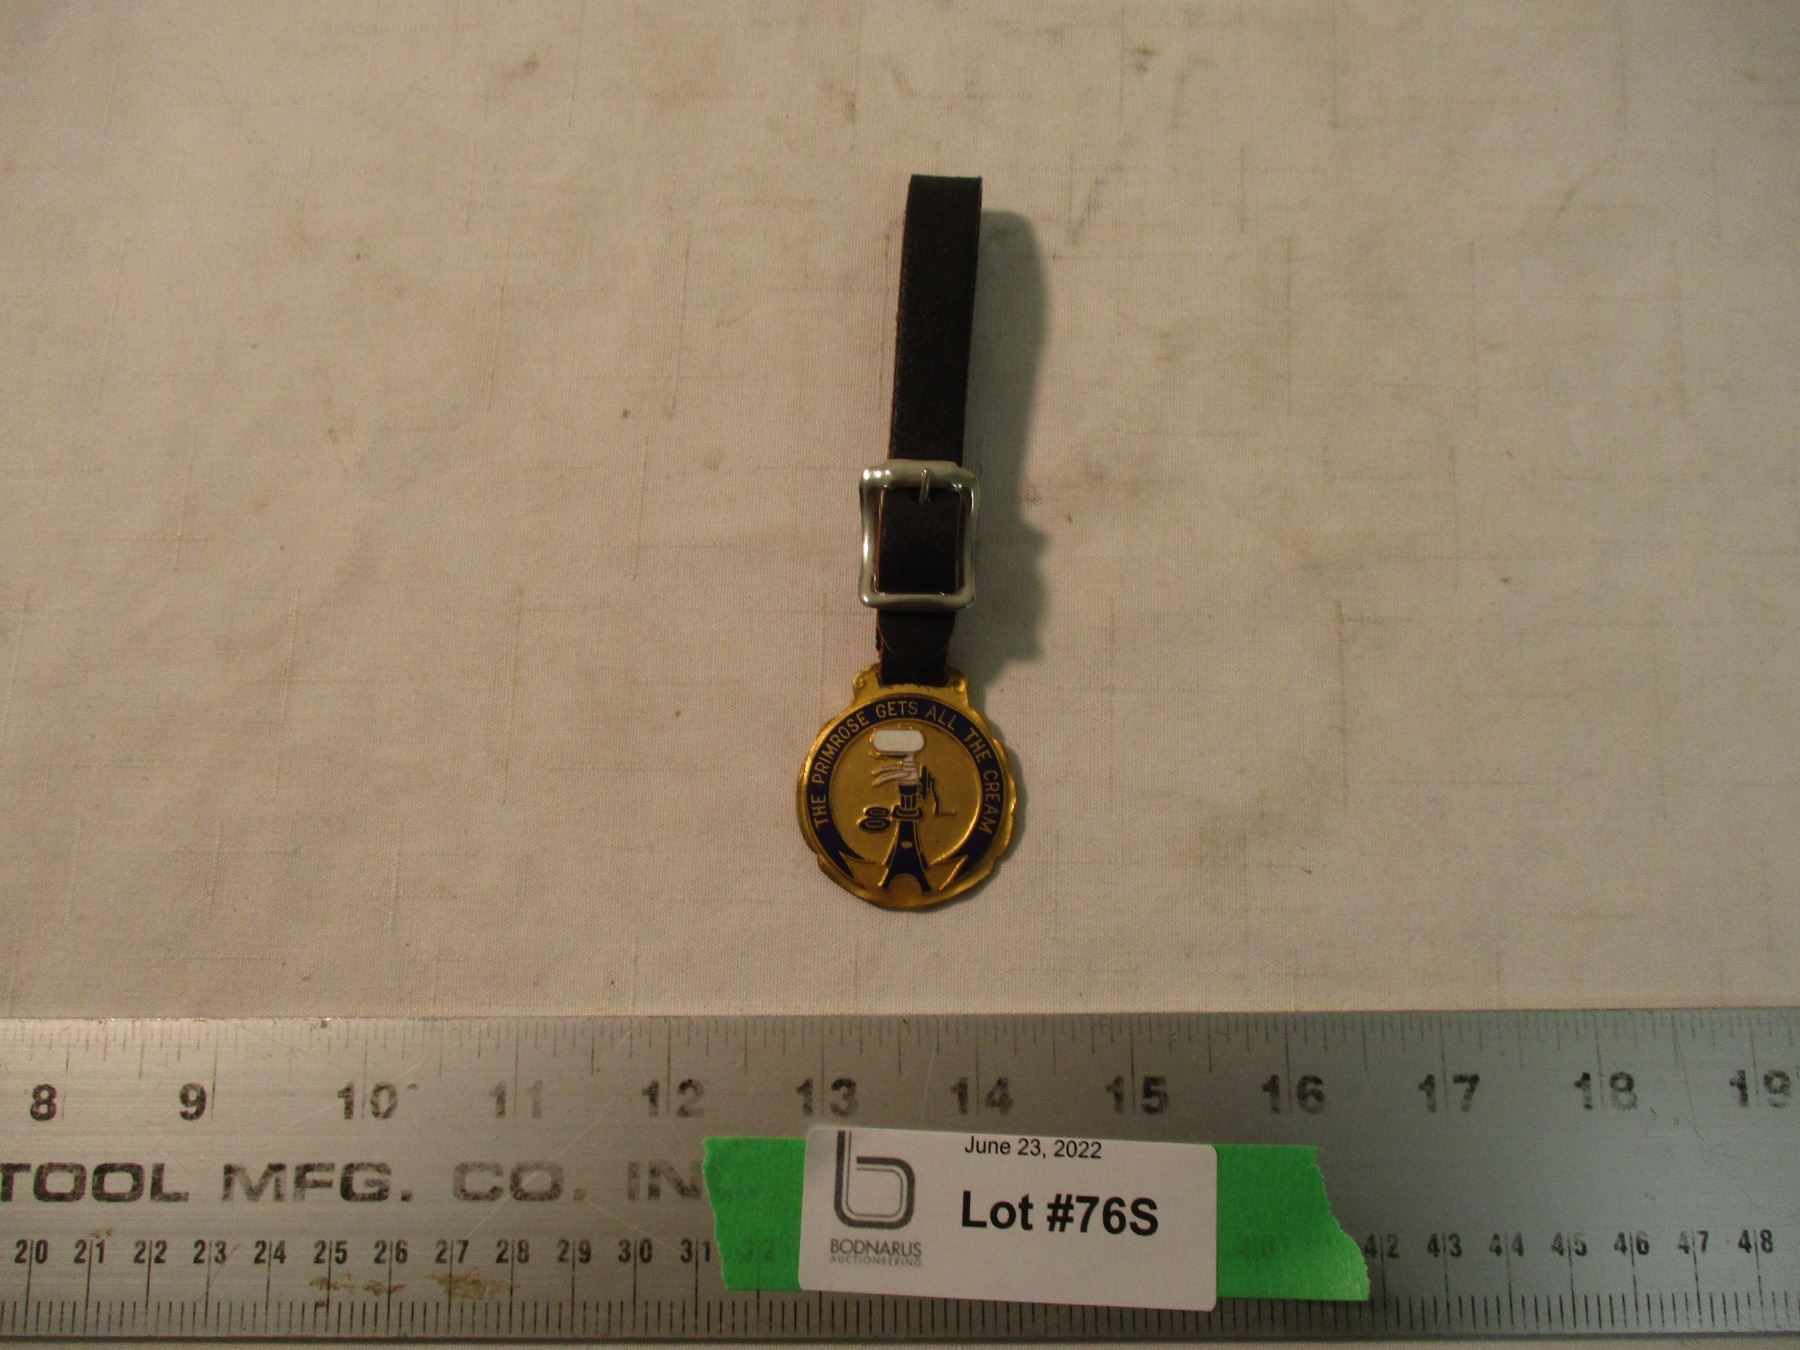 THE PRIMROSE GETS ALL THE CREAM
8 9 10 11 12 13 14 15 16 17 18 19
TOOL MFG. CO. IN
June 23, 2022
Lot #76S
BODNARUS
AUCTIONEERING
20 21 22 23 24 25 26 27 28 29 30 31 32 42 43 44 45 46 47 48